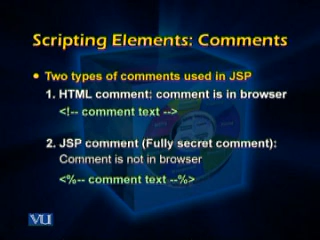 Scripting Elements: Comments
• Two types of comments used in JSP
1. HTML comment: comment is in browser
<!-- comment text -->
2. JSP comment (Fully secret comment):
Comment is not in browser
<%-- comment text --%>
VU